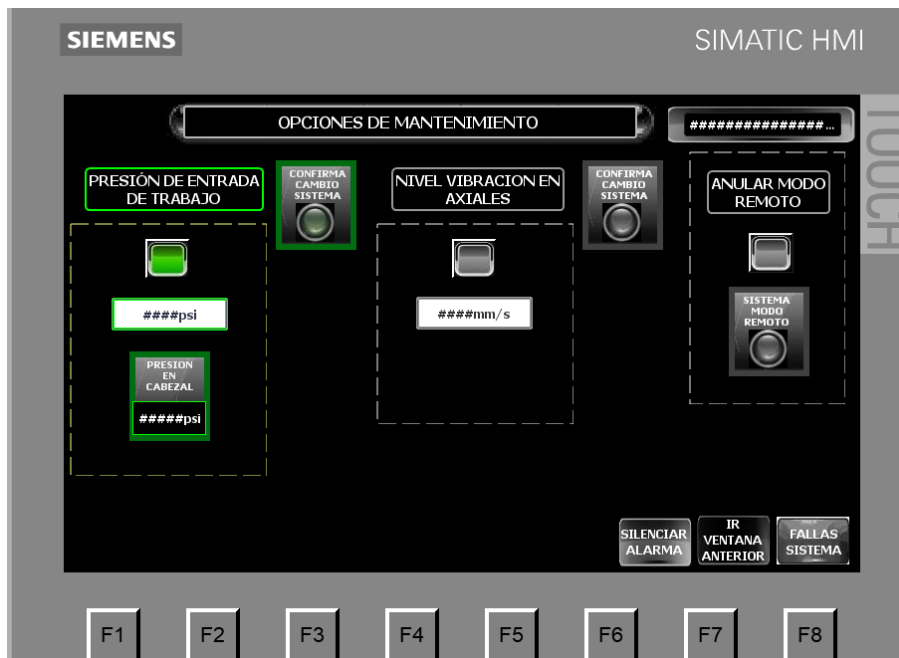 SIEMENS
SIMATIC HMI
TOUCH
OPCIONES DE MANTENIMIENTO
###############...
PRESIÓN DE ENTRADA
DE TRABAJO
CONFIRMA
CAMBIO
SISTEMA
NIVEL VIBRACION EN
AXIALES
CONFIRMA
CAMBIO
SISTEMA
ANULAR MODO
REMOTO
####psi
####mm/s
SISTEMA
MODO
REMOTO
PRESION
EN
CABEZAL
#####psi
SILENCIAR
ALARMA
IR
VENTANA
ANTERIOR
FALLAS
SISTEMA
F1
F2
F3
F4
F5
F6
F7
F8